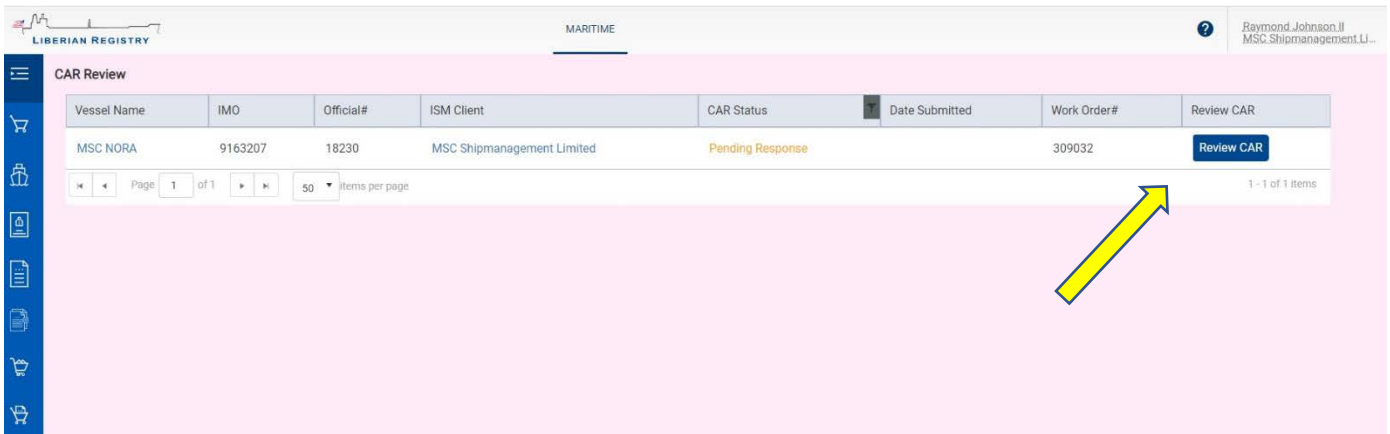 LIBERIAN REGISTRY
MARITIME
?
Raymond Johnson II
MSC Shipmanagement Li...
CAR Review
Vessel Name IMO Official# ISM Client CAR Status Date Submitted Work Order# Review CAR
MSC NORA 9163207 18230 MSC Shipmanagement Limited Pending Response 309032 Review CAR
Page 1 of 1 50 items per page 1 - 1 of 1 items